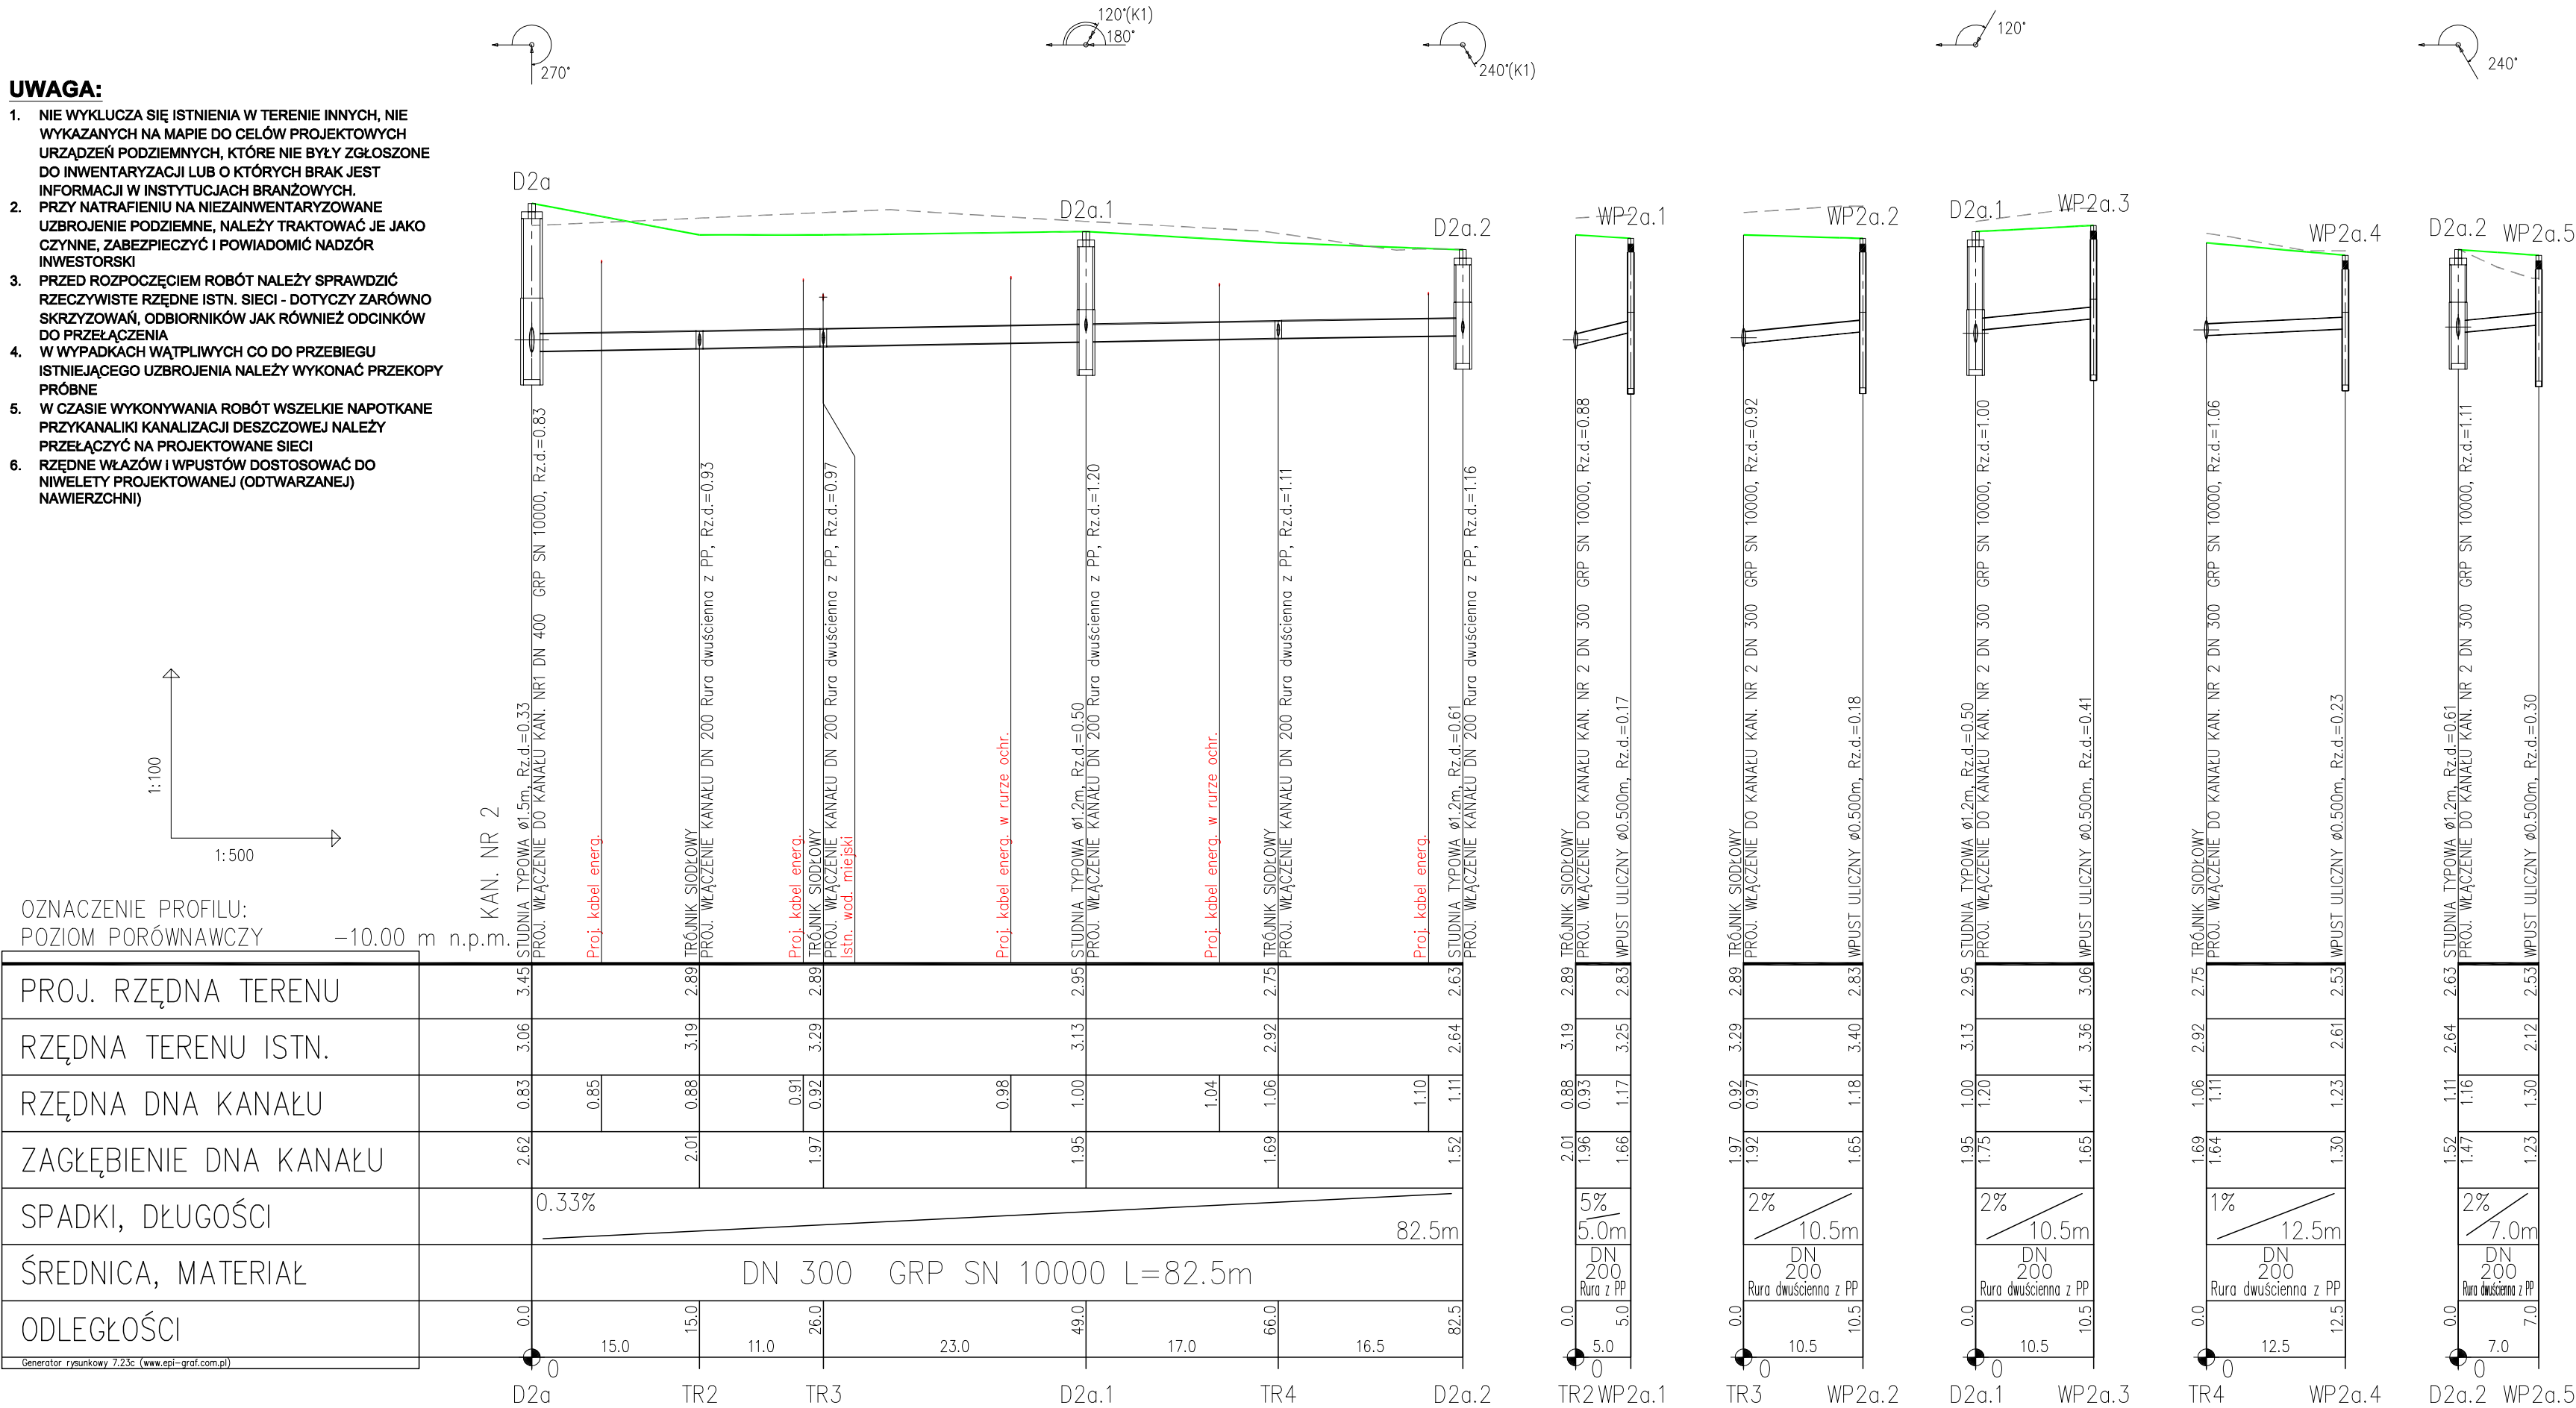 270°
120°(K1)
180°
240°(K1)
120°
240°
UWAGA:
1. NIE WYKLUCZA SIĘ ISTNIENIA W TERENIE INNYCH, NIE
WYKAZANYCH NA MAPIE DO CELÓW PROJEKTOWYCH
URZĄDZEŃ PODZIEMNYCH, KTÓRE NIE BYŁY ZGŁOSZONE
DO INWENTARYZACJI LUB O KTÓRYCH BRAK JEST
INFORMACJI W INSTYTUCJACH BRANŻOWYCH.
2. PRZY NATRAFIENIU NA NIEZAINWENTARYZOWANE
UZBROJENIE PODZIEMNE, NALEŻY TRAKTOWAĆ JE JAKO
CZYNNE, ZABEZPIECZYĆ I POWIADOMIĆ NADZÓR
INWESTORSKI
3. PRZED ROZPOCZĘCIEM ROBÓT NALEŻY SPRAWDZIĆ
RZECZYWISTE RZĘDNE ISTN. SIECI - DOTYCZY ZARÓWNO
SKRZYZOWAŃ, ODBIORNIKÓW JAK RÓWNIEŻ ODCINKÓW
DO PRZEŁĄCZENIA
4. W WYPADKACH WĄTPLIWYCH CO DO PRZEBIEGU
ISTNIEJĄCEGO UZBROJENIA NALEŻY WYKONAĆ PRZEKOPY
PRÓBNE
5. W CZASIE WYKONYWANIA ROBÓT WSZELKIE NAPOTKANE
PRZYKANALIKI KANALIZACJI DESZCZOWEJ NALEŻY
PRZEŁĄCZYĆ NA PROJEKTOWANE SIECI
6. RZĘDNE WŁAZÓW I WPUSTÓW DOSTOSOWAĆ DO
NIWELETY PROJEKTOWANEJ (ODTWARZANEJ)
NAWIERZCHNI)
D2a
D2a.1
D2a.2
WP2a.1
WP2a.2
D2a.1
WP2a.3
WP2a.4
D2a.2
WP2a.5
1:100
1:500
KAN. NR 2
STUDNIA TYPOWA ø1.5m, Rz.d.=0.33
PROJ. WŁĄCZENIE DO KANAŁU KAN. NR1 DN 400 GRP SN 10000, Rz.d.=0.83
Proj. kabel energ.
TRÓJNIK SIODŁOWY
PROJ. WŁĄCZENIE KANAŁU DN 200 Rura dwuścienna z PP, Rz.d.=0.93
Proj. kabel energ.
TRÓJNIK SIODŁOWY
PROJ. WŁĄCZENIE KANAŁU DN 200 Rura dwuścienna z PP, Rz.d.=0.97
Istn. wod. miejski
Proj. kabel energ. w rurze ochr.
STUDNIA TYPOWA ø1.2m, Rz.d.=0.50
PROJ. WŁĄCZENIE KANAŁU DN 200 Rura dwuścienna z PP, Rz.d.=1.20
Proj. kabel energ. w rurze ochr.
TRÓJNIK SIODŁOWY
PROJ. WŁĄCZENIE KANAŁU DN 200 Rura dwuścienna z PP, Rz.d.=1.11
Proj. kabel energ.
STUDNIA TYPOWA ø1.2m, Rz.d.=0.61
PROJ. WŁĄCZENIE KANAŁU DN 200 Rura dwuścienna z PP, Rz.d.=1.16
TRÓJNIK SIODŁOWY
PROJ. WŁĄCZENIE DO KANAŁU KAN. NR 2 DN 300 GRP SN 10000, Rz.d.=0.88
WPUST ULICZNY ø0.500m, Rz.d.=0.17
TRÓJNIK SIODŁOWY
PROJ. WŁĄCZENIE DO KANAŁU KAN. NR 2 DN 300 GRP SN 10000, Rz.d.=0.92
WPUST ULICZNY ø0.500m, Rz.d.=0.18
STUDNIA TYPOWA ø1.2m, Rz.d.=0.50
PROJ. WŁĄCZENIE DO KANAŁU KAN. NR 2 DN 300 GRP SN 10000, Rz.d.=1.00
WPUST ULICZNY ø0.500m, Rz.d.=0.41
TRÓJNIK SIODŁOWY
PROJ. WŁĄCZENIE DO KANAŁU KAN. NR 2 DN 300 GRP SN 10000, Rz.d.=1.06
WPUST ULICZNY ø0.500m, Rz.d.=0.23
STUDNIA TYPOWA ø1.2m, Rz.d.=0.61
PROJ. WŁĄCZENIE DO KANAŁU KAN. NR 2 DN 300 GRP SN 10000, Rz.d.=1.11
WPUST ULICZNY ø0.500m, Rz.d.=0.30
OZNACZENIE PROFILU:
POZIOM PORÓWNAWCZY -10.00 m n.p.m.
PROJ. RZĘDNA TERENU 3.45 2.89 2.89 2.95 2.75 2.63 2.89 2.83 2.89 2.83 2.95 3.06 2.75 2.53 2.63 2.53
RZĘDNA TERENU ISTN. 3.06 3.19 3.29 3.13 2.92 2.64 3.19 3.25 3.29 3.40 3.13 3.36 2.92 2.61 2.64 2.12
RZĘDNA DNA KANAŁU 0.83 0.85 0.88 0.91 0.92 0.98 1.00 1.04 1.06 1.10 1.11 0.88 0.93 1.17 0.92 0.97 1.18 1.00 1.20 1.41 1.06 1.11 1.23 1.11 1.16 1.30
ZAGŁĘBIENIE DNA KANAŁU 2.62 2.01 1.97 1.95 1.69 1.52 2.01 1.96 1.66 1.97 1.92 1.65 1.95 1.75 1.65 1.69 1.64 1.30 1.52 1.47 1.23
SPADKI, DŁUGOŚCI 0.33% 82.5m 5% 5.0m 2% 10.5m 2% 10.5m 1% 12.5m 2% 7.0m
ŚREDNICA, MATERIAŁ DN 300 GRP SN 10000 L=82.5m
DN
200
Rura z PP
DN
200
Rura dwuścienna z PP
DN
200
Rura dwuścienna z PP
DN
200
Rura dwuścienna z PP
DN
200
Rura dwuścienna z PP
ODLEGŁOŚCI 0.0 15.0 26.0 49.0 66.0 82.5 0.0 5.0 0.0 10.5 0.0 10.5 0.0 12.5 0.0 7.0
15.0 11.0 23.0 17.0 16.5 5.0 10.5 10.5 12.5 7.0
Generator rysunkowy 7.23c (www.epi-graf.com.pl)
0 0 0 0 0 0
D2a TR2 TR3 D2a.1 TR4 D2a.2 TR2 WP2a.1 TR3 WP2a.2 D2a.1 WP2a.3 TR4 WP2a.4 D2a.2 WP2a.5